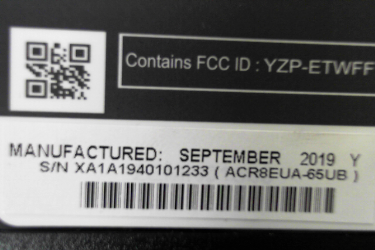 Contains FCC ID : YZP-ETWFF
MANUFACTURED: SEPTEMBER 2019 Y
S/N XA1A1940101233 ( ACR8EUA-65UB )